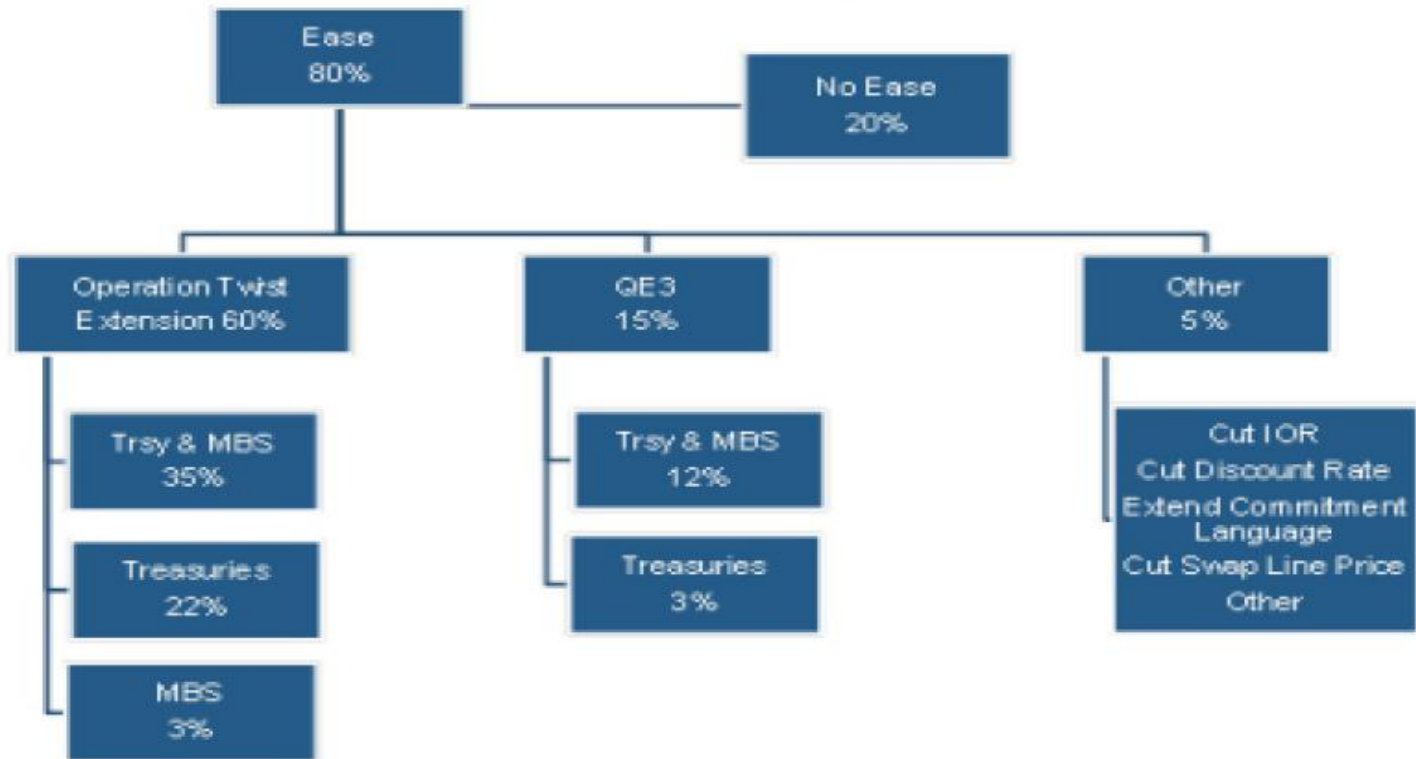 Ease
80%
No Ease
20%
Operation Twist
Extension 60%
QE3
15%
Other
5%
Trsy & MBS
35%
Treasuries
22%
MBS
3%
Trsy & MBS
12%
Treasuries
3%
Cut IOR
Cut Discount Rate
Extend Commitment
Language
Cut Swap Line Price
Other